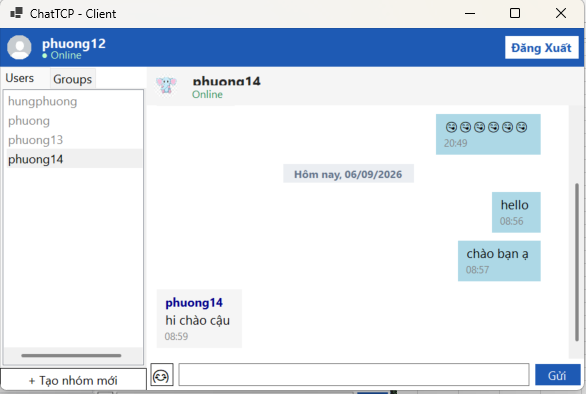 ChatTCP - Client
phuong12
Online
Đăng Xuất
Users
Groups
hungphuong
phuong
phuong13
phuong14
+ Tạo nhóm mới
phuong14
Online
😘😘😘😘😘😘
20:49
Hôm nay, 06/09/2026
hello
08:56
chào bạn ạ
08:57
phuong14
hi chào cậu
08:59
Gửi